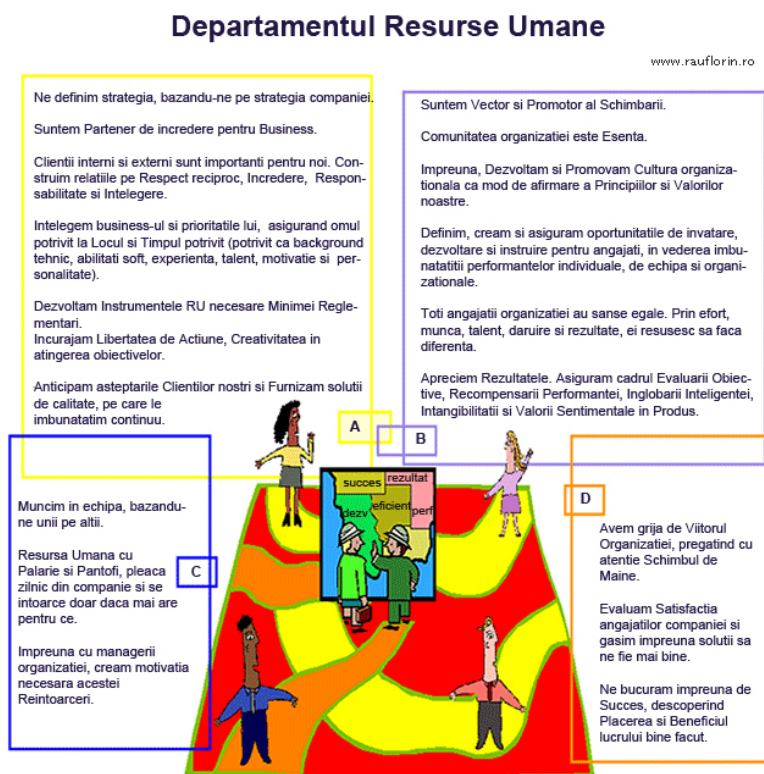 Departamentul Resurse Umane
www.rauflorin.ro
Ne definim strategia, bazandu-ne pe strategia companiei.
Suntem Partener de incredere pentru Business.
Clientii interni si externi sunt importanti pentru noi. Con-
struim relatiile pe Respect reciproc, Incredere, Respon-
sabilitate si Intelegere.
Intelegem business-ul si prioritatile lui, asigurand omul
potrivit la Locul si Timpul potrivit (potrivit ca background
tehnic, abilitati soft, experienta, talent, motivatie si per-
sonalitate).
Dezvoltam Instrumentele RU necesare Minimei Regle-
mentari.
Incurajam Libertatea de Actiune, Creativitatea in
atingerea obiectivelor.
Anticipam asteptarile Clientilor nostri si Furnizam solutii
de calitate, pe care le
imbunatatim continuu.
A
Suntem Vector si Promotor al Schimbarii.
Comunitatea organizatiei este Esenta.
Impreuna, Dezvoltam si Promovam Cultura organiza-
tionala ca mod de afirmare a Principiilor si Valorilor
noastre.
Definim, cream si asiguram oportunitatile de invatare,
dezvoltare si instruire pentru angajati, in vederea imbu-
natatitii performantelor individuale, de echipa si organi-
zationale.
Toti angajatii organizatiei au sanse egale. Prin efort,
munca, talent, daruire si rezultate, ei resusesc sa faca
diferenta.
Apreciem Rezultatele. Asiguram cadrul Evaluarii Obiec-
tive, Recompensarii Performantei, Inglobarii Inteligentei,
Intangibilitatii si Valorii Sentimentale in Produs.
B
succes
rezultat
dezv
eficient
perf
Muncim in echipa, bazandu-
ne unii pe altii.
Resursa Umana cu
Palarie si Pantofi, pleaca
zilnic din companie si se
intoarce doar daca mai are
pentru ce.
Impreuna cu managerii
organizatiei, cream motivatia
necesara acestei
Reintoarceri.
C
D
Avem grija de Viitorul
Organizatiei, pregatind cu
atentie Schimbul de
Maine.
Evaluam Satisfactia
angajatilor companiei si
gasim impreuna solutii sa
ne fie mai bine.
Ne bucuram impreuna de
Succes, descoperind
Placerea si Beneficiul
lucrului bine facut.